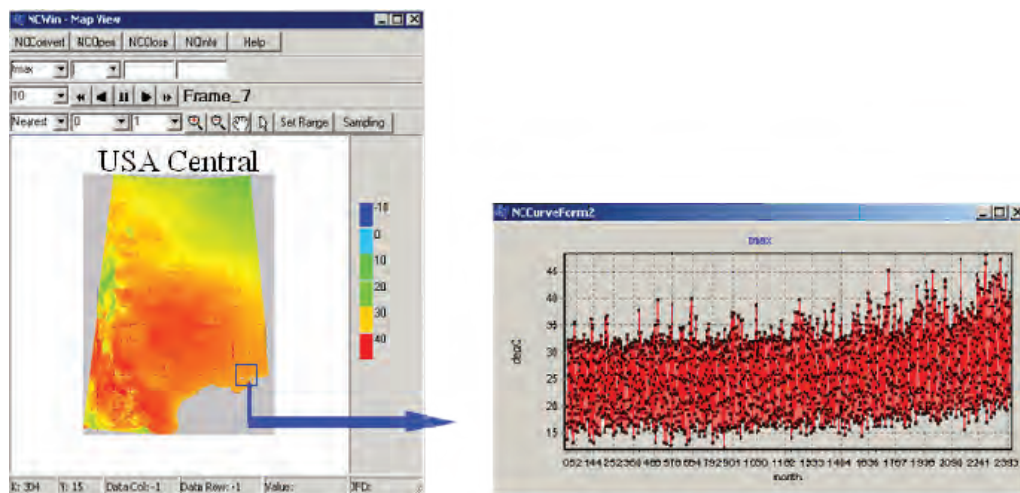 NCWin - Map View
NCConvert NCOpen NCClose NCInfo Help
tmax
10 Frame_7
Nearest 0 1 Set Range Sampling
USA Central
-10
0
10
20
30
40
X: 304 Y: 15 Data Col:-1 Data Row: -1 Value:
NCCurveForm2
tmax
45
40
35
30
25
20
15
degC
month